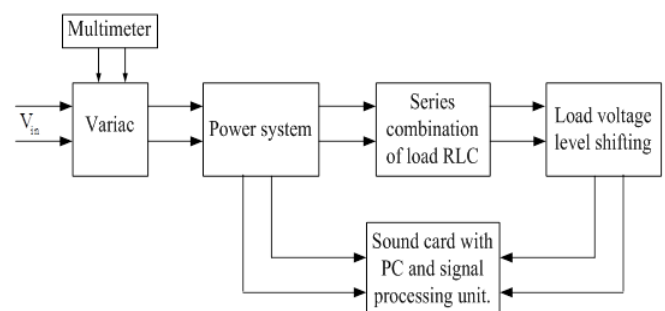 Multimeter
V_in
Variac
Power system
Series
combination
of load RLC
Load voltage
level shifting
Sound card with
PC and signal
processing unit.